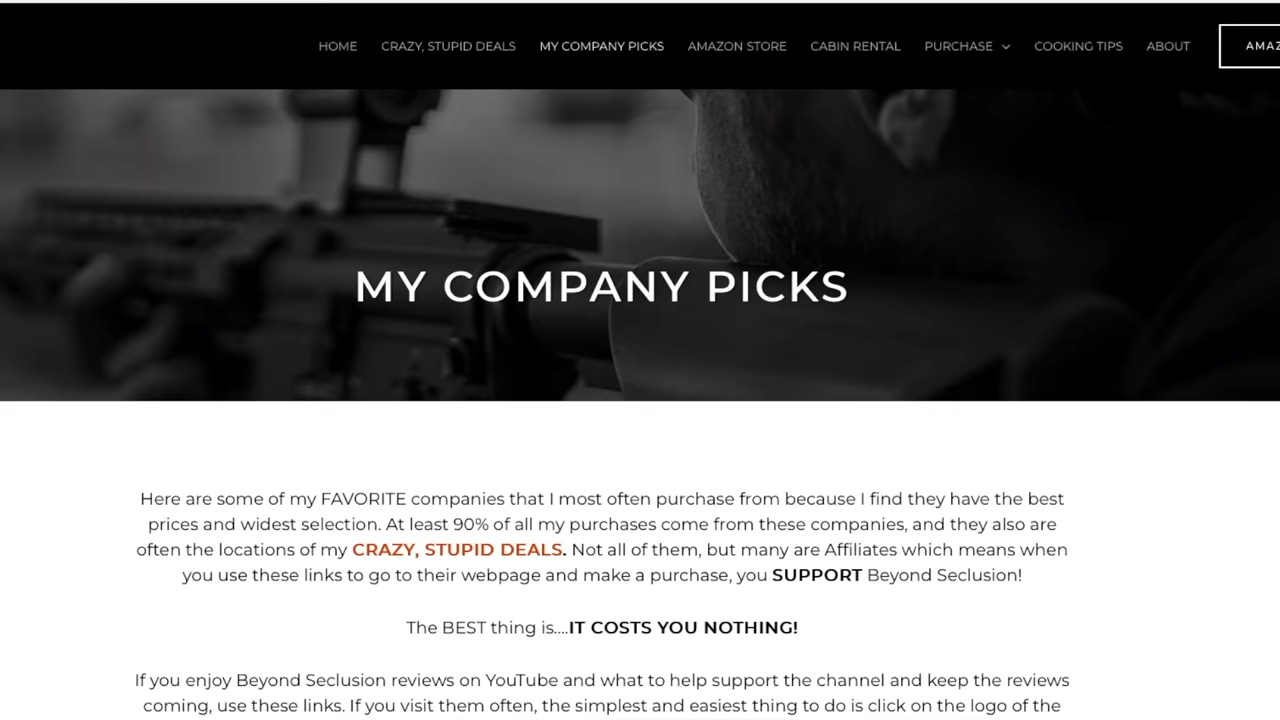 HOME CRAZY, STUPID DEALS MY COMPANY PICKS AMAZON STORE CABIN RENTAL PURCHASE COOKING TIPS ABOUT
MY COMPANY PICKS
Here are some of my FAVORITE companies that I most often purchase from because I find they have the best
prices and widest selection. At least 90% of all my purchases come from these companies, and they also are
often the locations of my CRAZY, STUPID DEALS. Not all of them, but many are Affiliates which means when
you use these links to go to their webpage and make a purchase, you SUPPORT Beyond Seclusion!
The BEST thing is....IT COSTS YOU NOTHING!
If you enjoy Beyond Seclusion reviews on YouTube and what to help support the channel and keep the reviews
coming, use these links. If you visit them often, the simplest and easiest thing to do is click on the logo of the